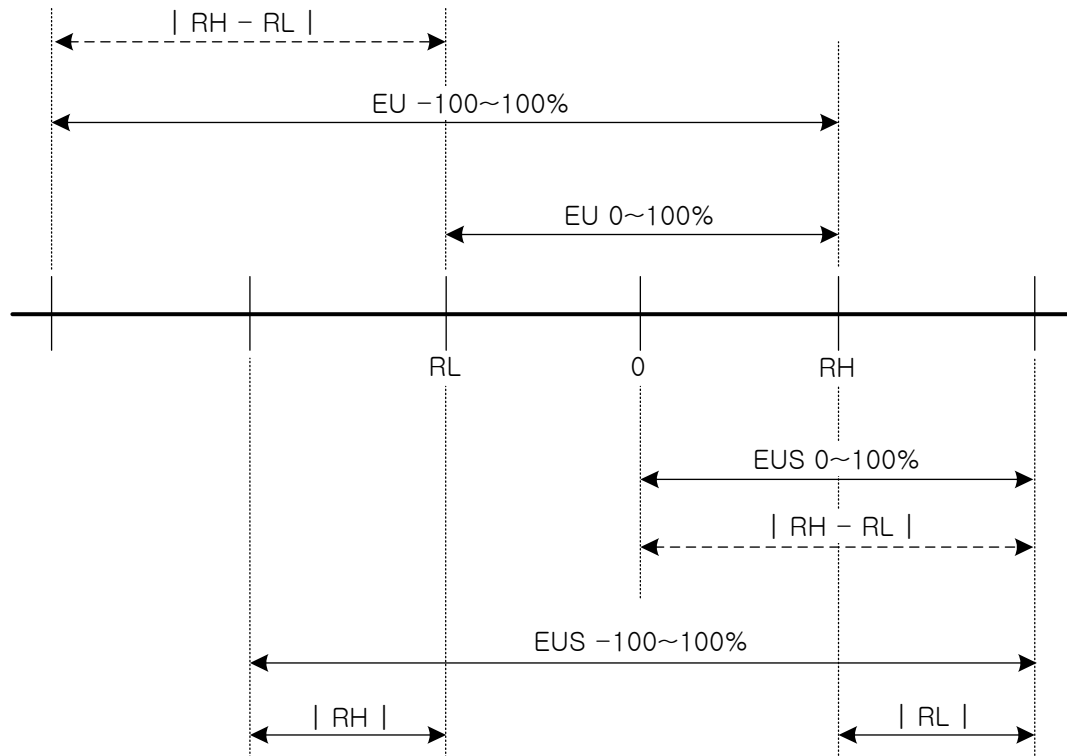 | RH - RL |
EU -100~100%
EU 0~100%
RL 0 RH
EUS 0~100%
| RH - RL |
EUS -100~100%
| RH | | RL |